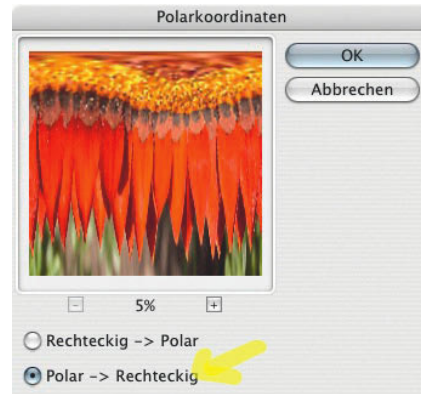 Polarkoordinaten
OK
Abbrechen
5%
Rechteckig -> Polar
Polar -> Rechteckig